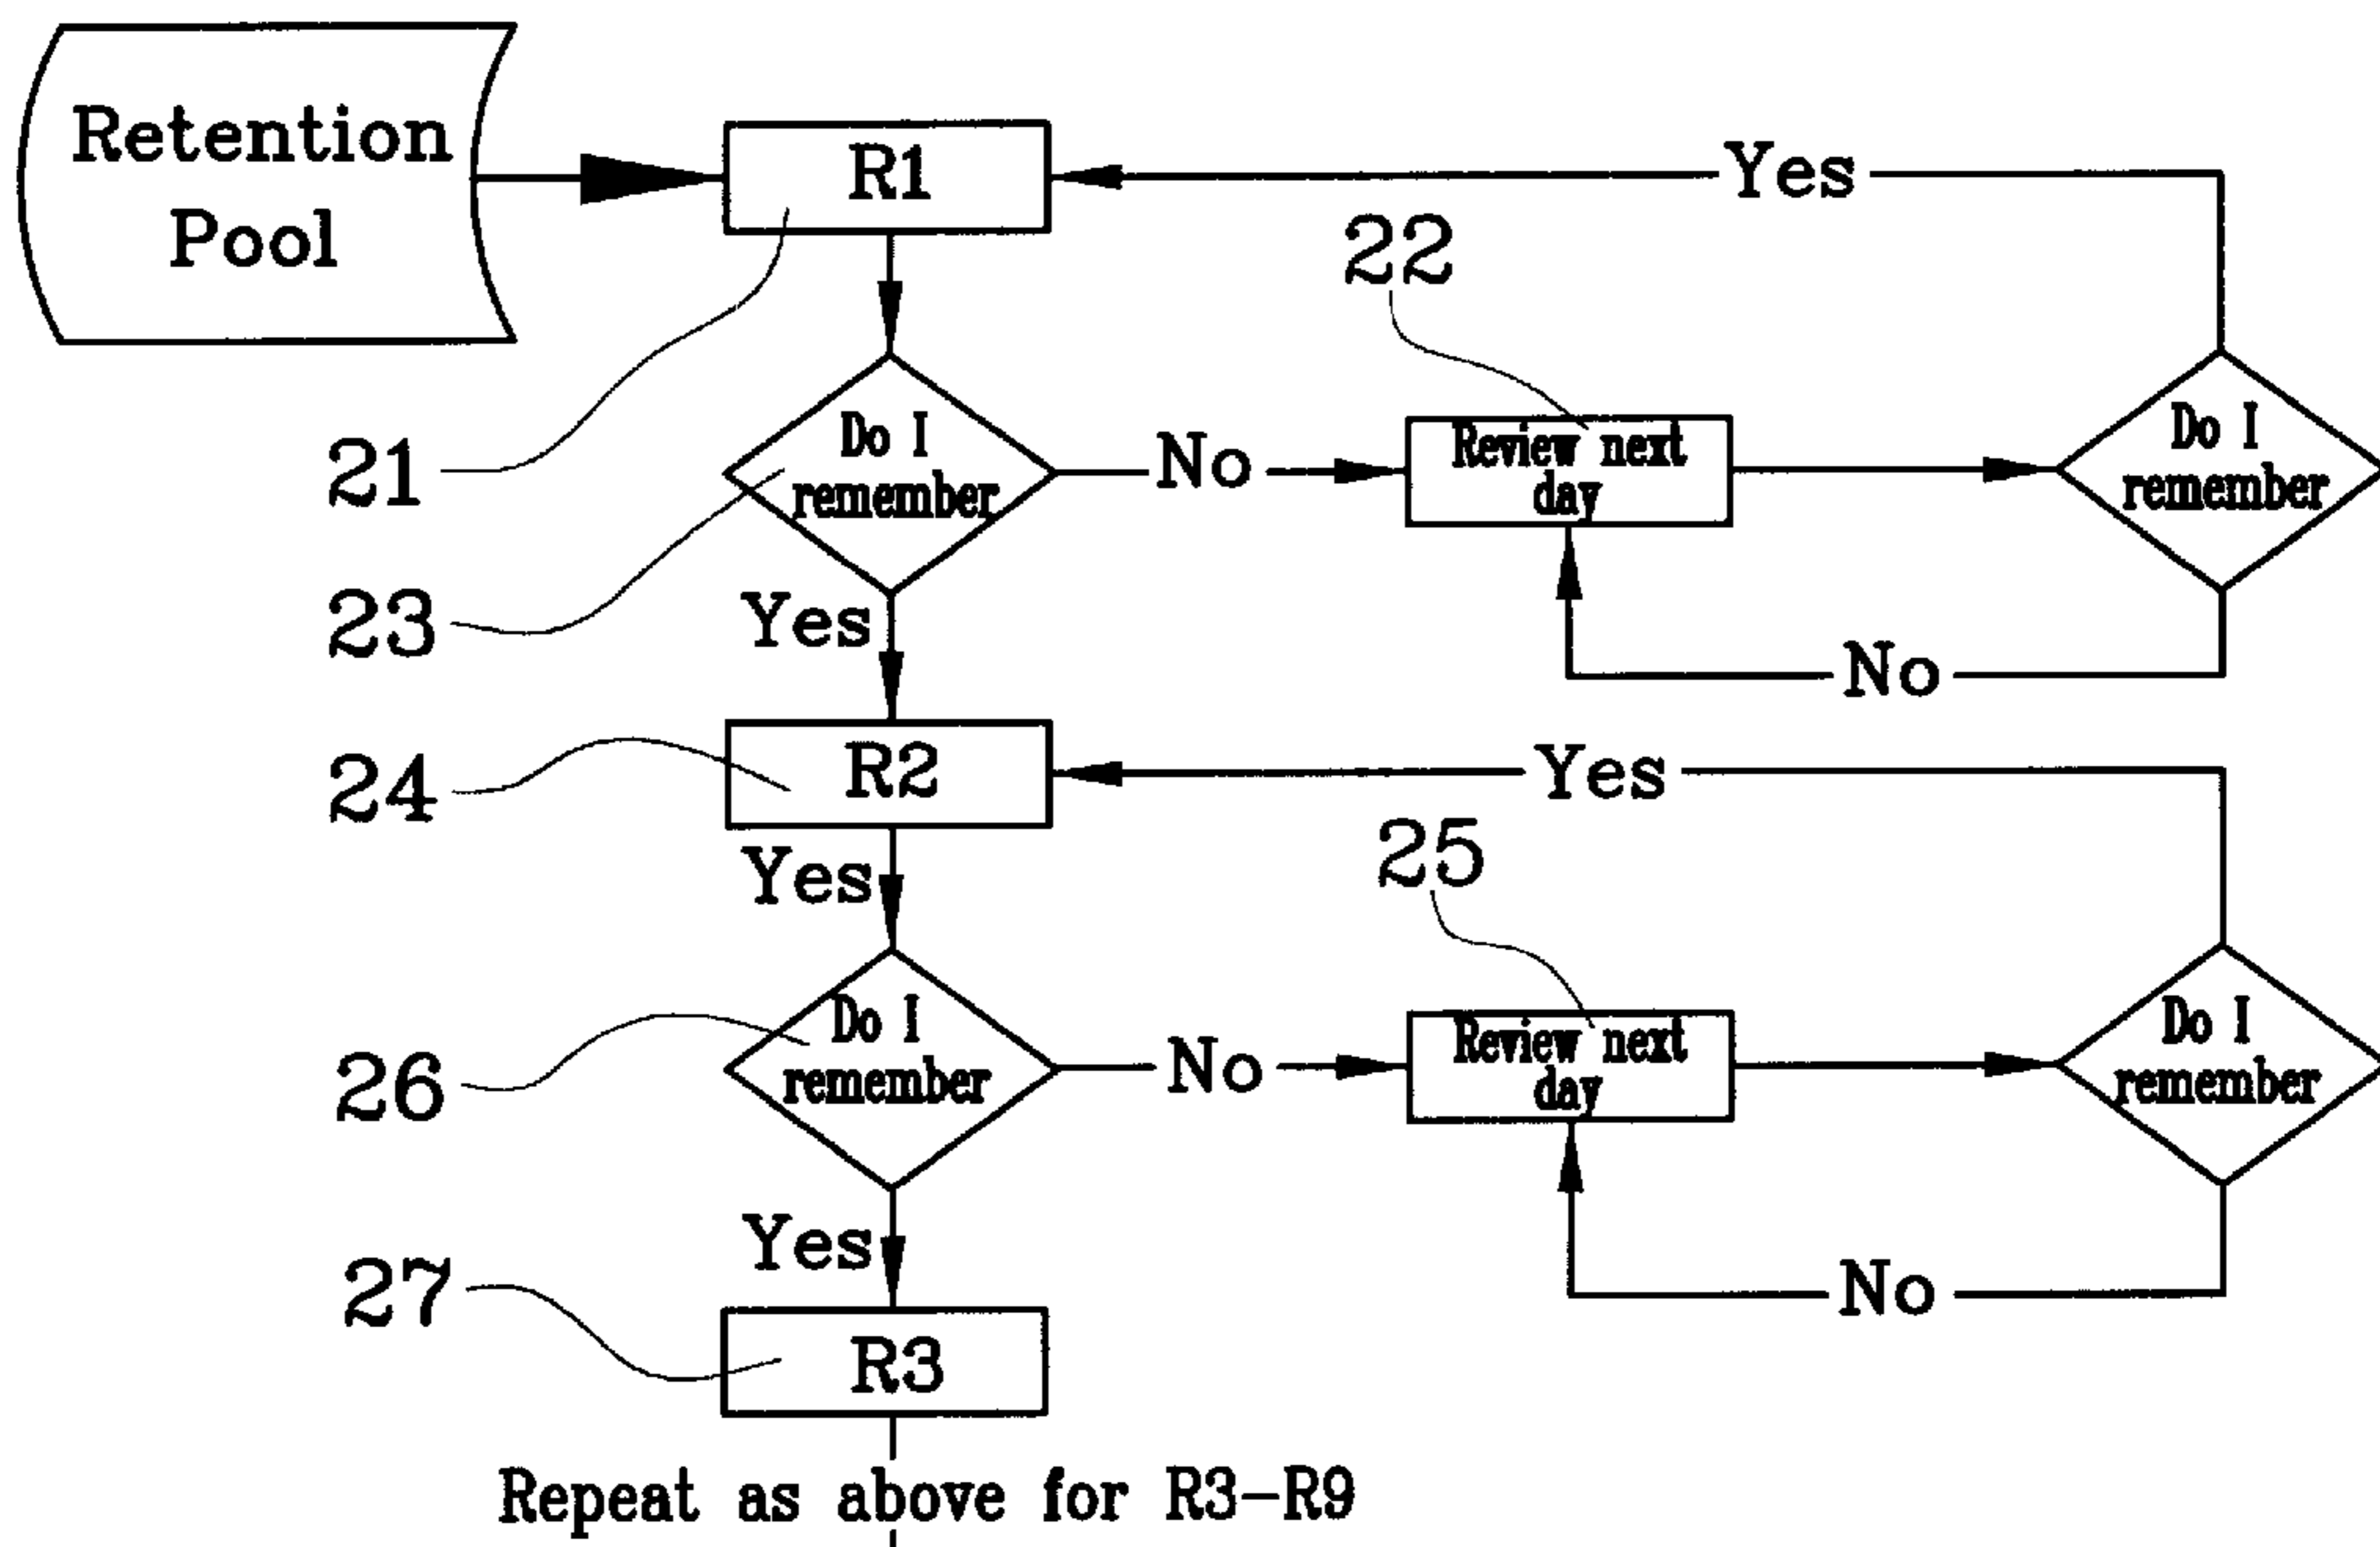 Retention
Pool
R1
Yes
22
21
Do I
remember
No
Review next
day
Do I
remember
23
Yes
No
24
R2
Yes
Yes
25
26
Do I
remember
No
Review next
day
Do I
remember
Yes
27
No
R3
Repeat as above for R3-R9